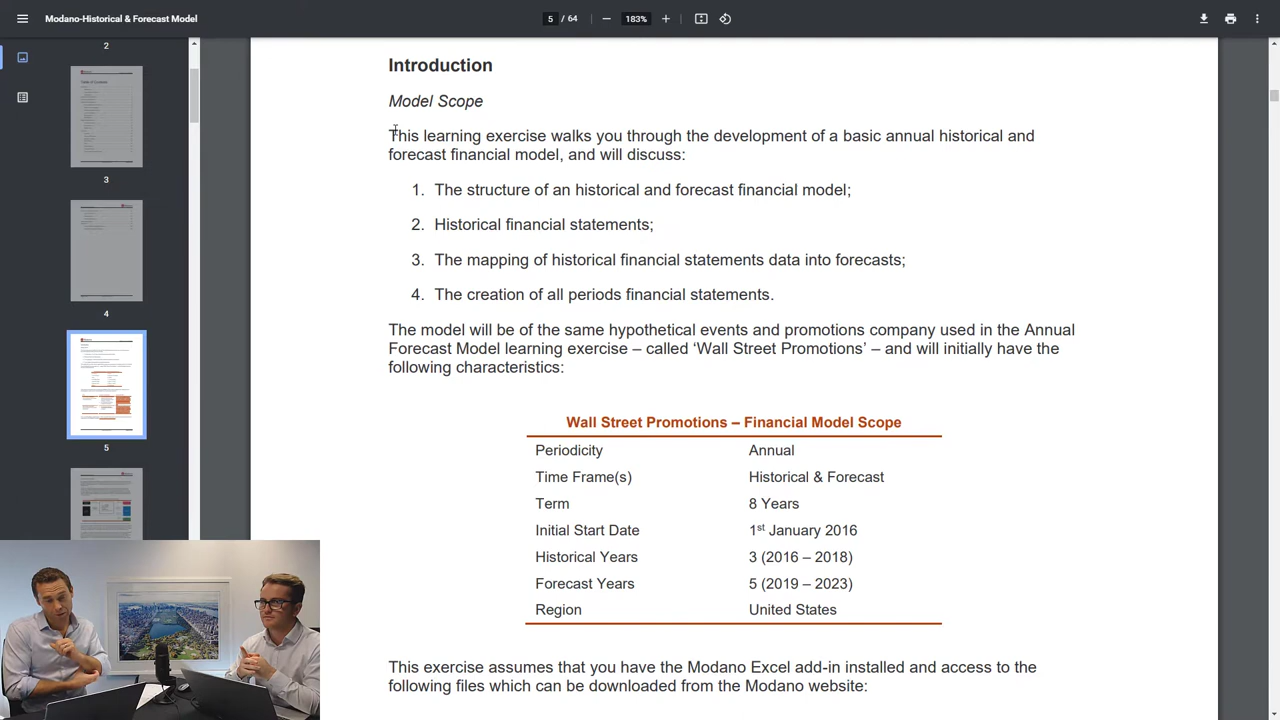 Modano-Historical & Forecast Model
5 / 64
183%
2
3
4
5
Introduction
Model Scope
This learning exercise walks you through the development of a basic annual historical and
forecast financial model, and will discuss:
1. The structure of an historical and forecast financial model;
2. Historical financial statements;
3. The mapping of historical financial statements data into forecasts;
4. The creation of all periods financial statements.
The model will be of the same hypothetical events and promotions company used in the Annual
Forecast Model learning exercise – called ‘Wall Street Promotions’ – and will initially have the
following characteristics:
Wall Street Promotions – Financial Model Scope
Periodicity Annual
Time Frame(s) Historical & Forecast
Term 8 Years
Initial Start Date 1st January 2016
Historical Years 3 (2016 – 2018)
Forecast Years 5 (2019 – 2023)
Region United States
This exercise assumes that you have the Modano Excel add-in installed and access to the
following files which can be downloaded from the Modano website: